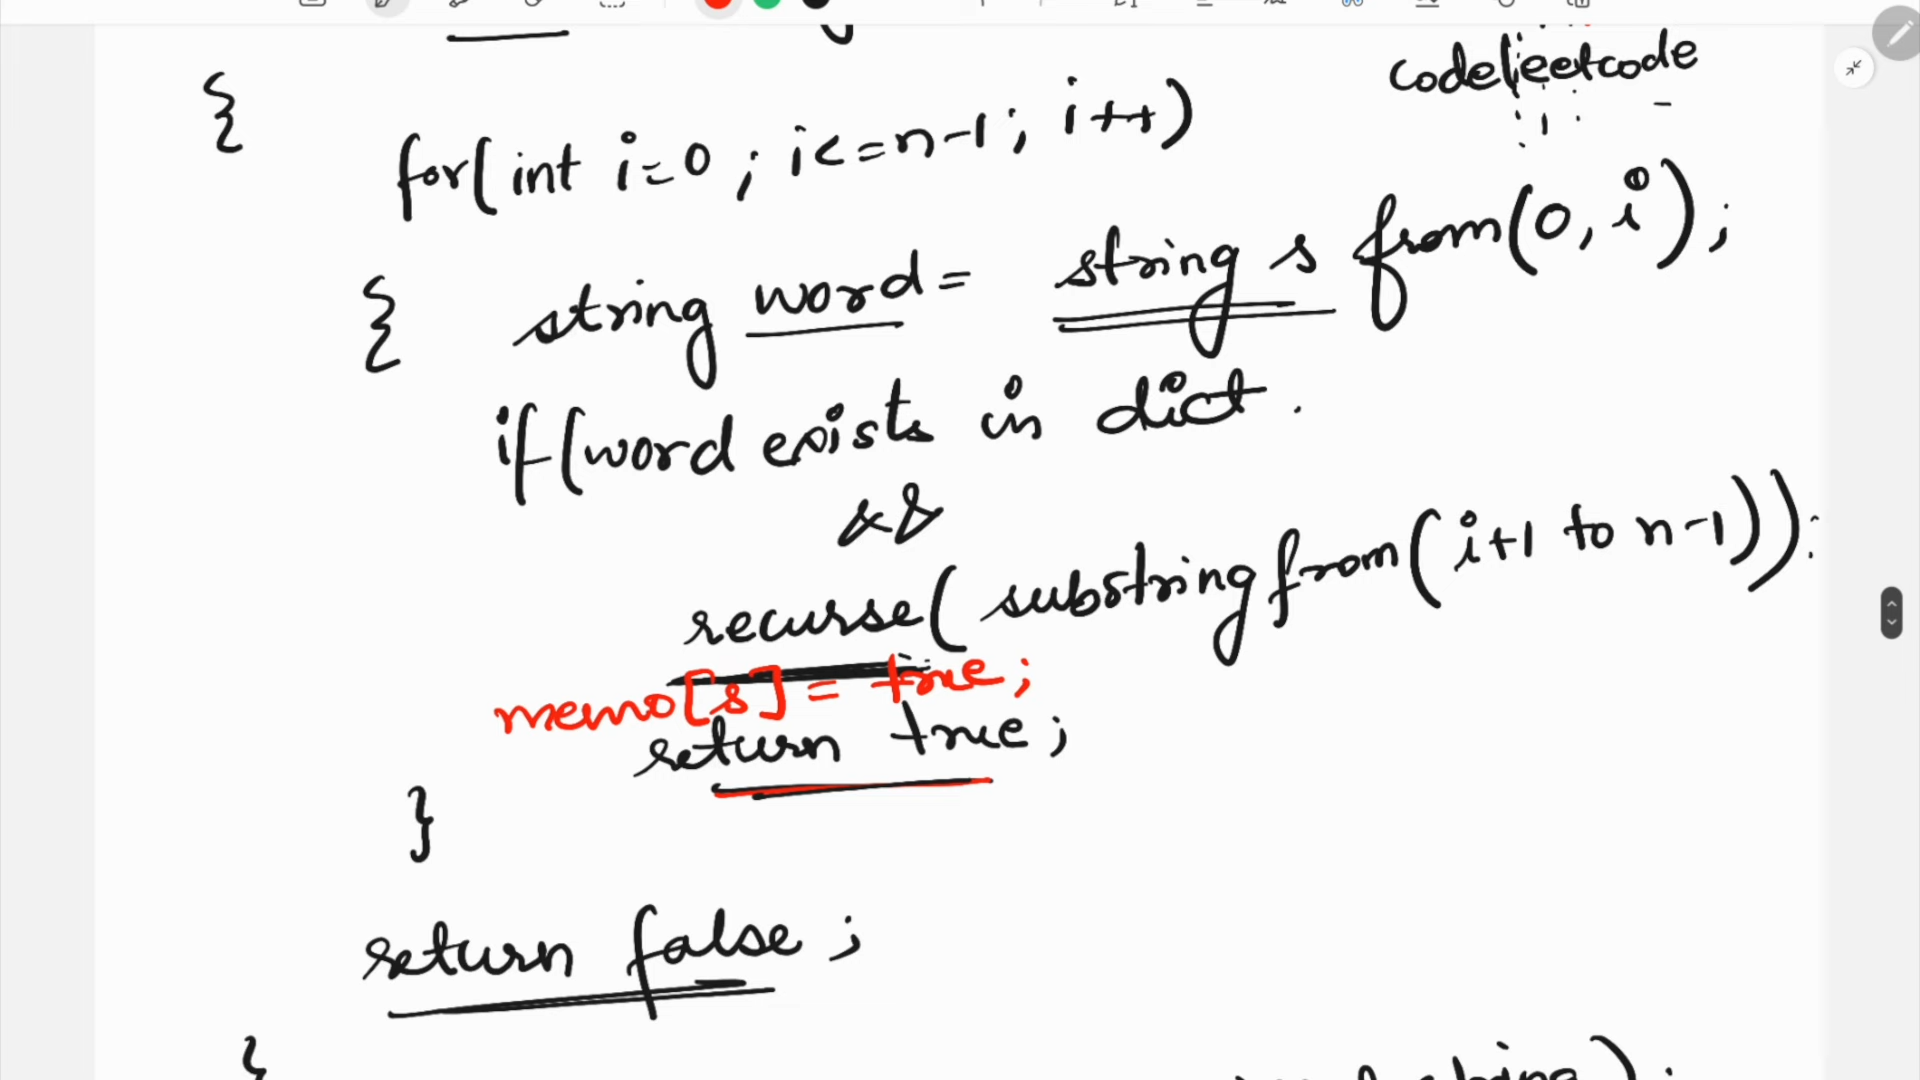 codeleetcode
{
for(int i=0 ; i<=n-1; i++)
{ string word= string s from(0, i);
if(word exists in dict.
&&
recurse( substring from(i+1 to n-1)):
memo[s] = true;
return true;
}
return false;
{